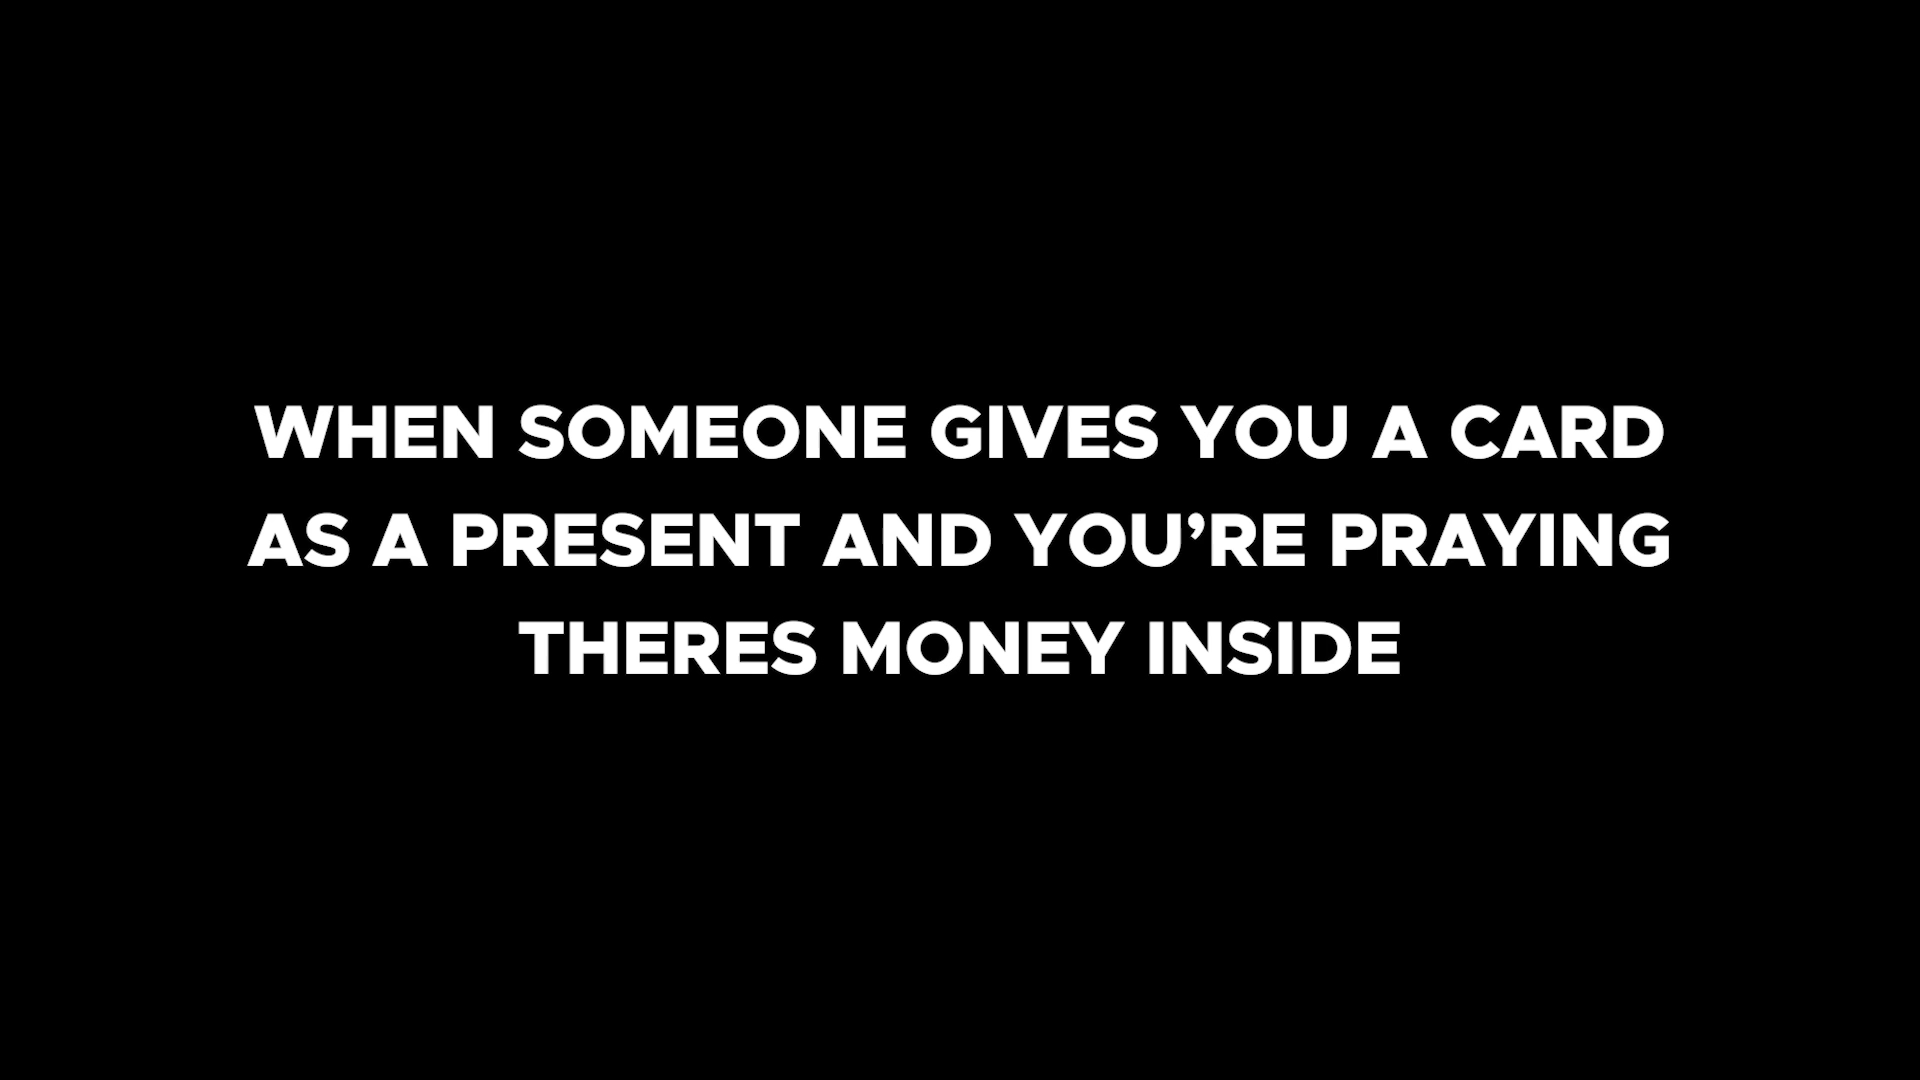 WHEN SOMEONE GIVES YOU A CARD
AS A PRESENT AND YOU’RE PRAYING
THERES MONEY INSIDE